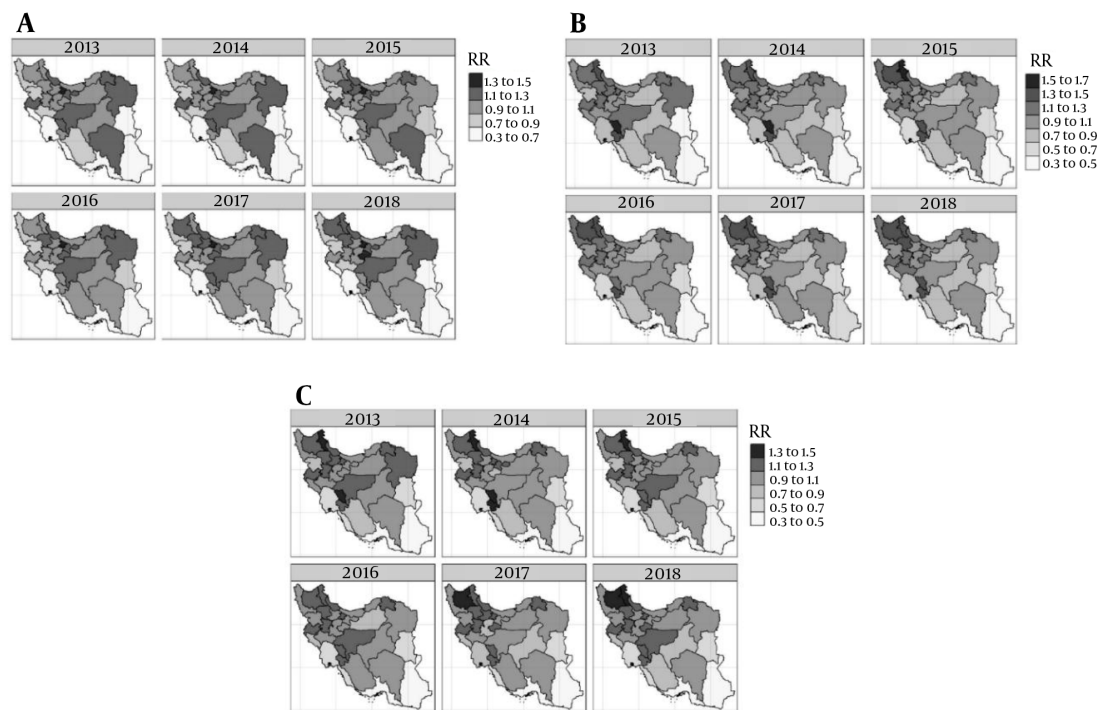 A
2013 2014 2015
RR
1.3 to 1.5
1.1 to 1.3
0.9 to 1.1
0.7 to 0.9
0.3 to 0.7
2016 2017 2018
B
2013 2014 2015
RR
1.5 to 1.7
1.3 to 1.5
1.1 to 1.3
0.9 to 1.1
0.7 to 0.9
0.5 to 0.7
0.3 to 0.5
2016 2017 2018
C
2013 2014 2015
RR
1.3 to 1.5
1.1 to 1.3
0.9 to 1.1
0.7 to 0.9
0.5 to 0.7
0.3 to 0.5
2016 2017 2018